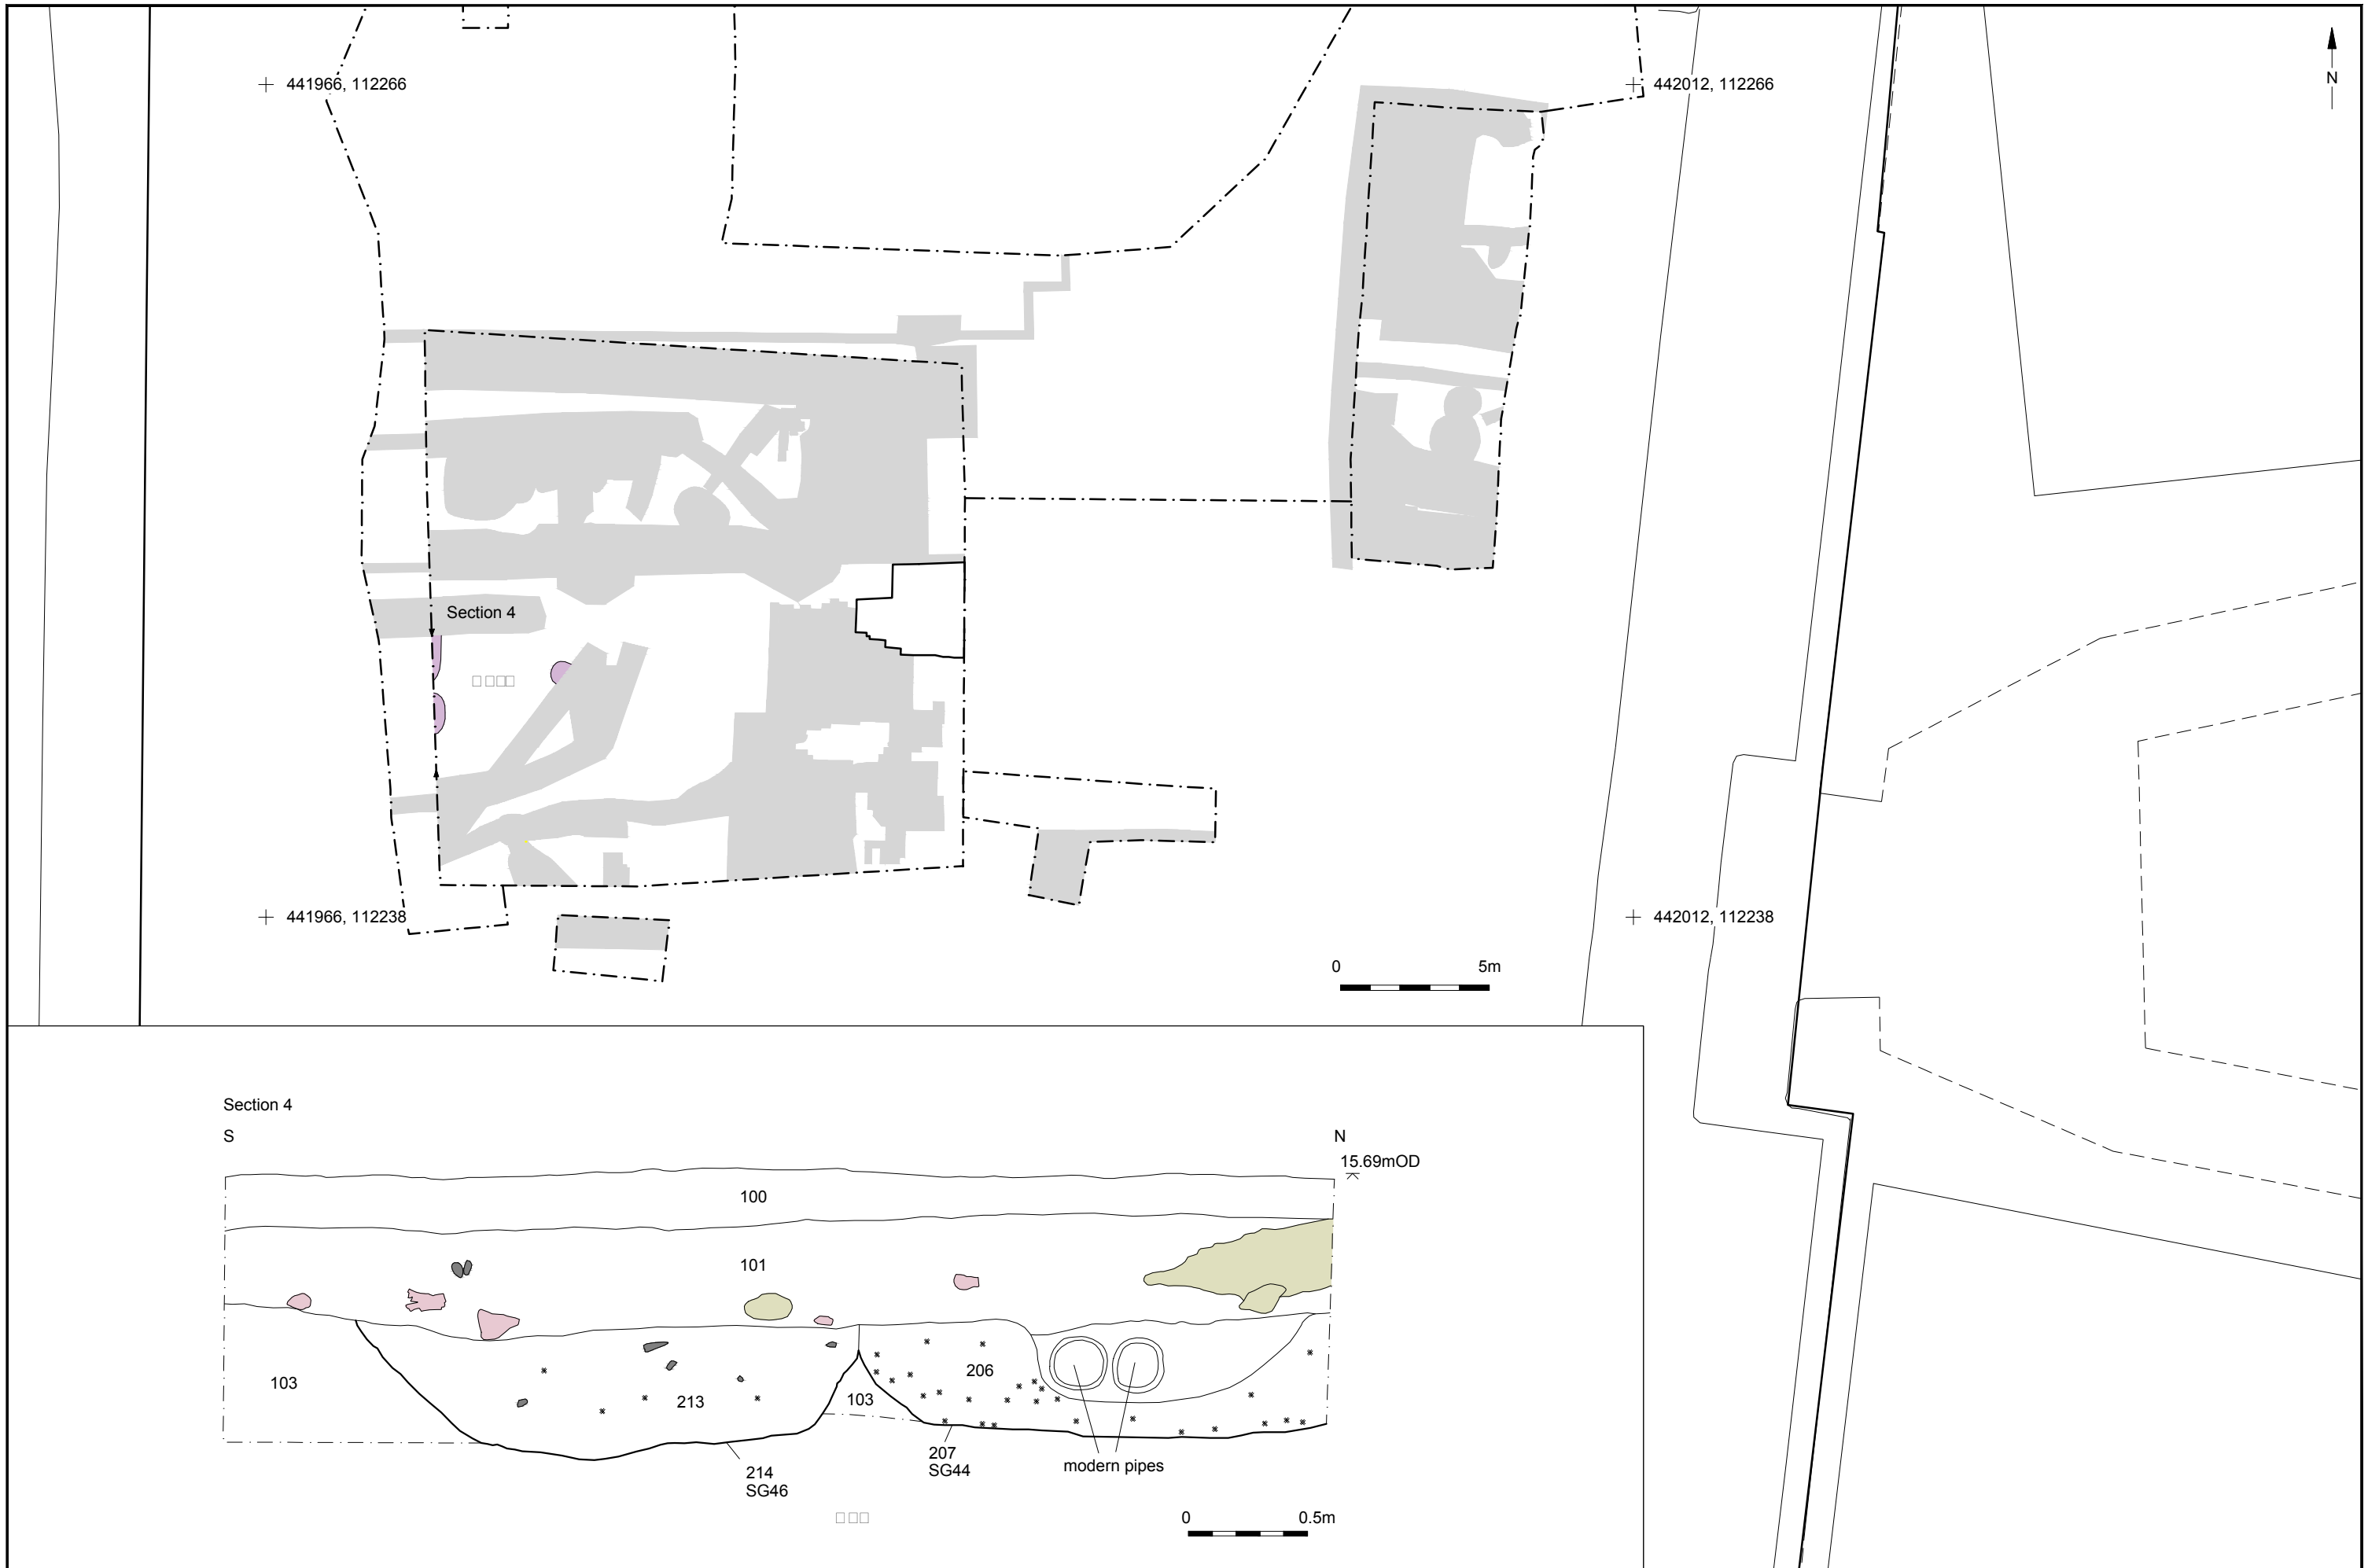 441966, 112266
442012, 112266
N
Section 4
441966, 112238
442012, 112238
0 5m
Section 4
S N
15.69mOD
100
101
206
103
103
213
207
SG44
modern pipes
214
SG46
0 0.5m